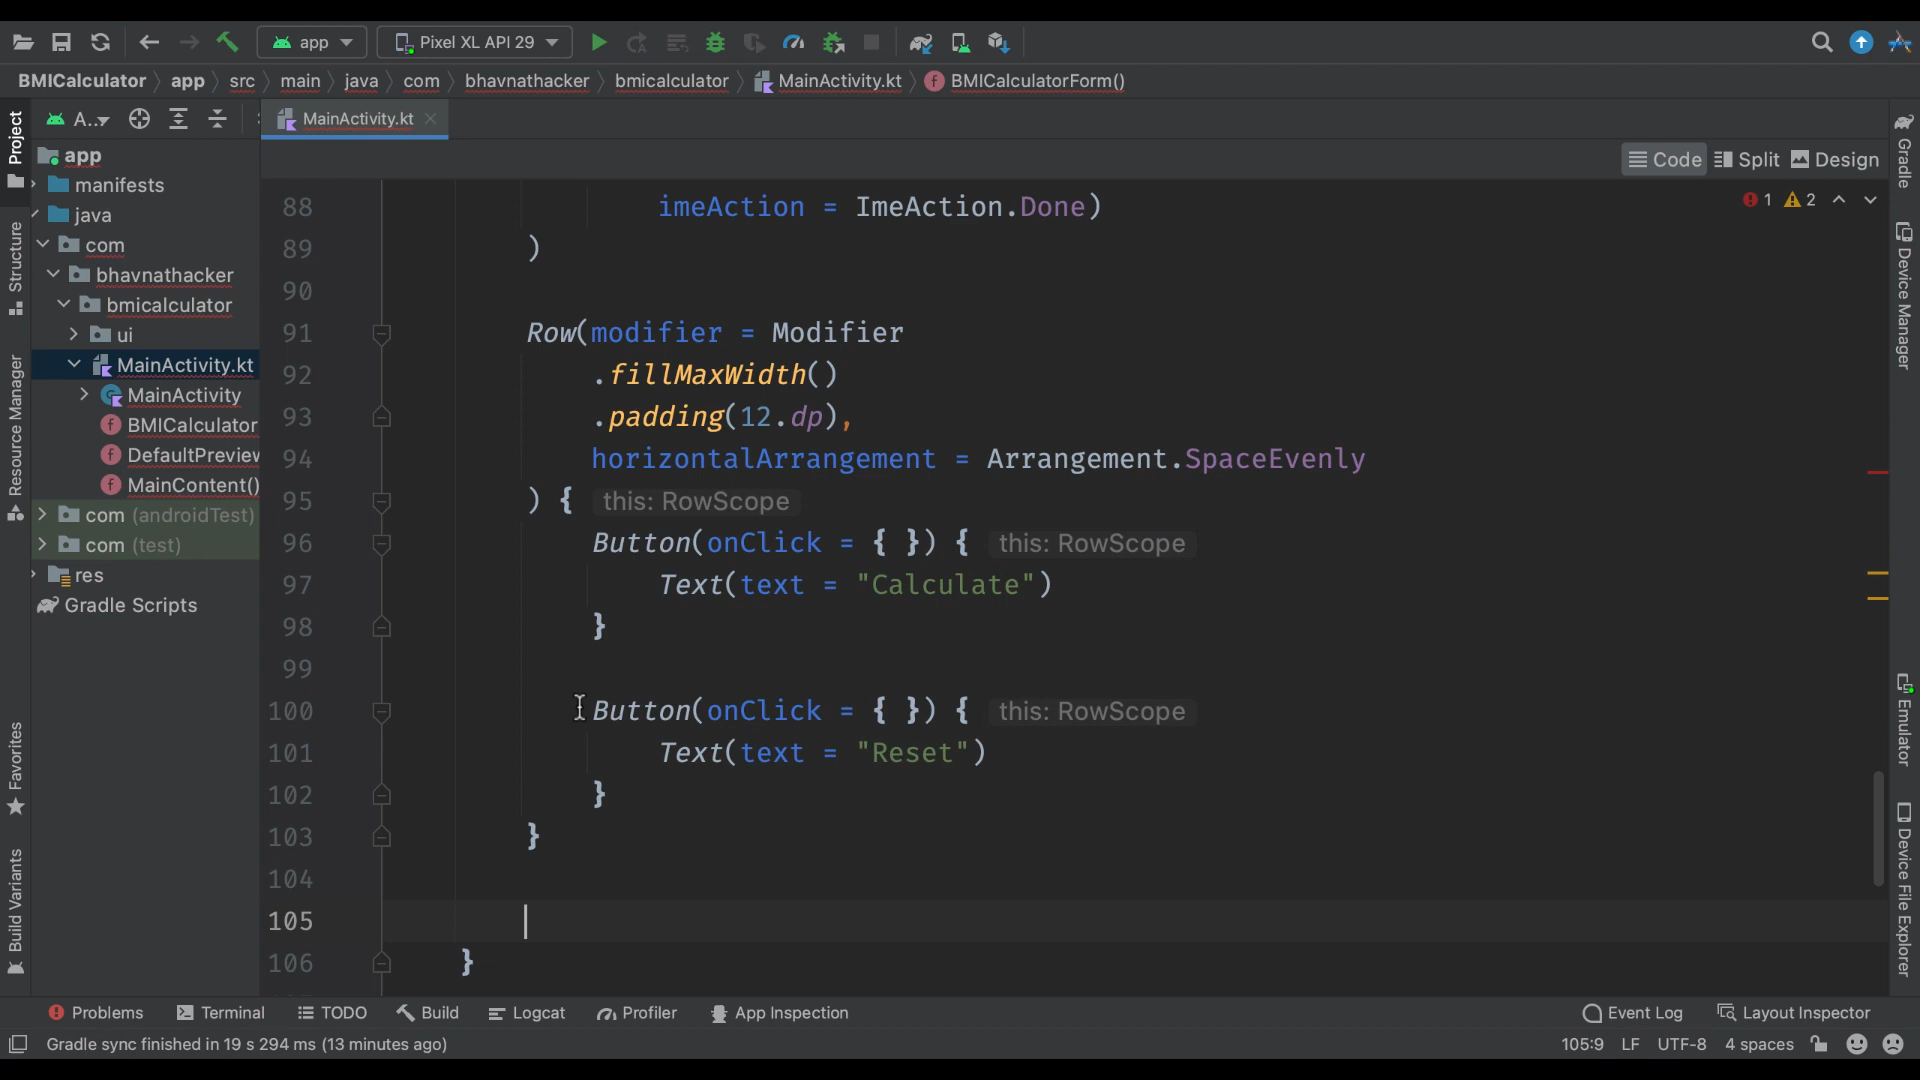 app
Pixel XL API 29
BMICalculator
app
src
main
java
com
bhavnathacker
bmicalculator
MainActivity.kt
BMICalculatorForm()
A..
MainActivity.kt
Code
Split
Design
Project
Structure
Resource Manager
Favorites
Build Variants
app
manifests
java
com
bhavnathacker
bmicalculator
ui
MainActivity.kt
MainActivity
BMICalculator
DefaultPreview
MainContent()
com (androidTest)
com (test)
res
Gradle Scripts
1 2
88 imeAction = ImeAction.Done)
89 )
90
91 Row(modifier = Modifier
92 .fillMaxWidth()
93 .padding(12.dp),
94 horizontalArrangement = Arrangement.SpaceEvenly
95 ) { this: RowScope
96 Button(onClick = { }) { this: RowScope
97 Text(text = "Calculate")
98 }
99
100 Button(onClick = { }) { this: RowScope
101 Text(text = "Reset")
102 }
103 }
104
105
106 }
Gradle
Device Manager
Emulator
Device File Explorer
Problems
Terminal
TODO
Build
Logcat
Profiler
App Inspection
Event Log
Layout Inspector
Gradle sync finished in 19 s 294 ms (13 minutes ago)
105:9 LF UTF-8 4 spaces